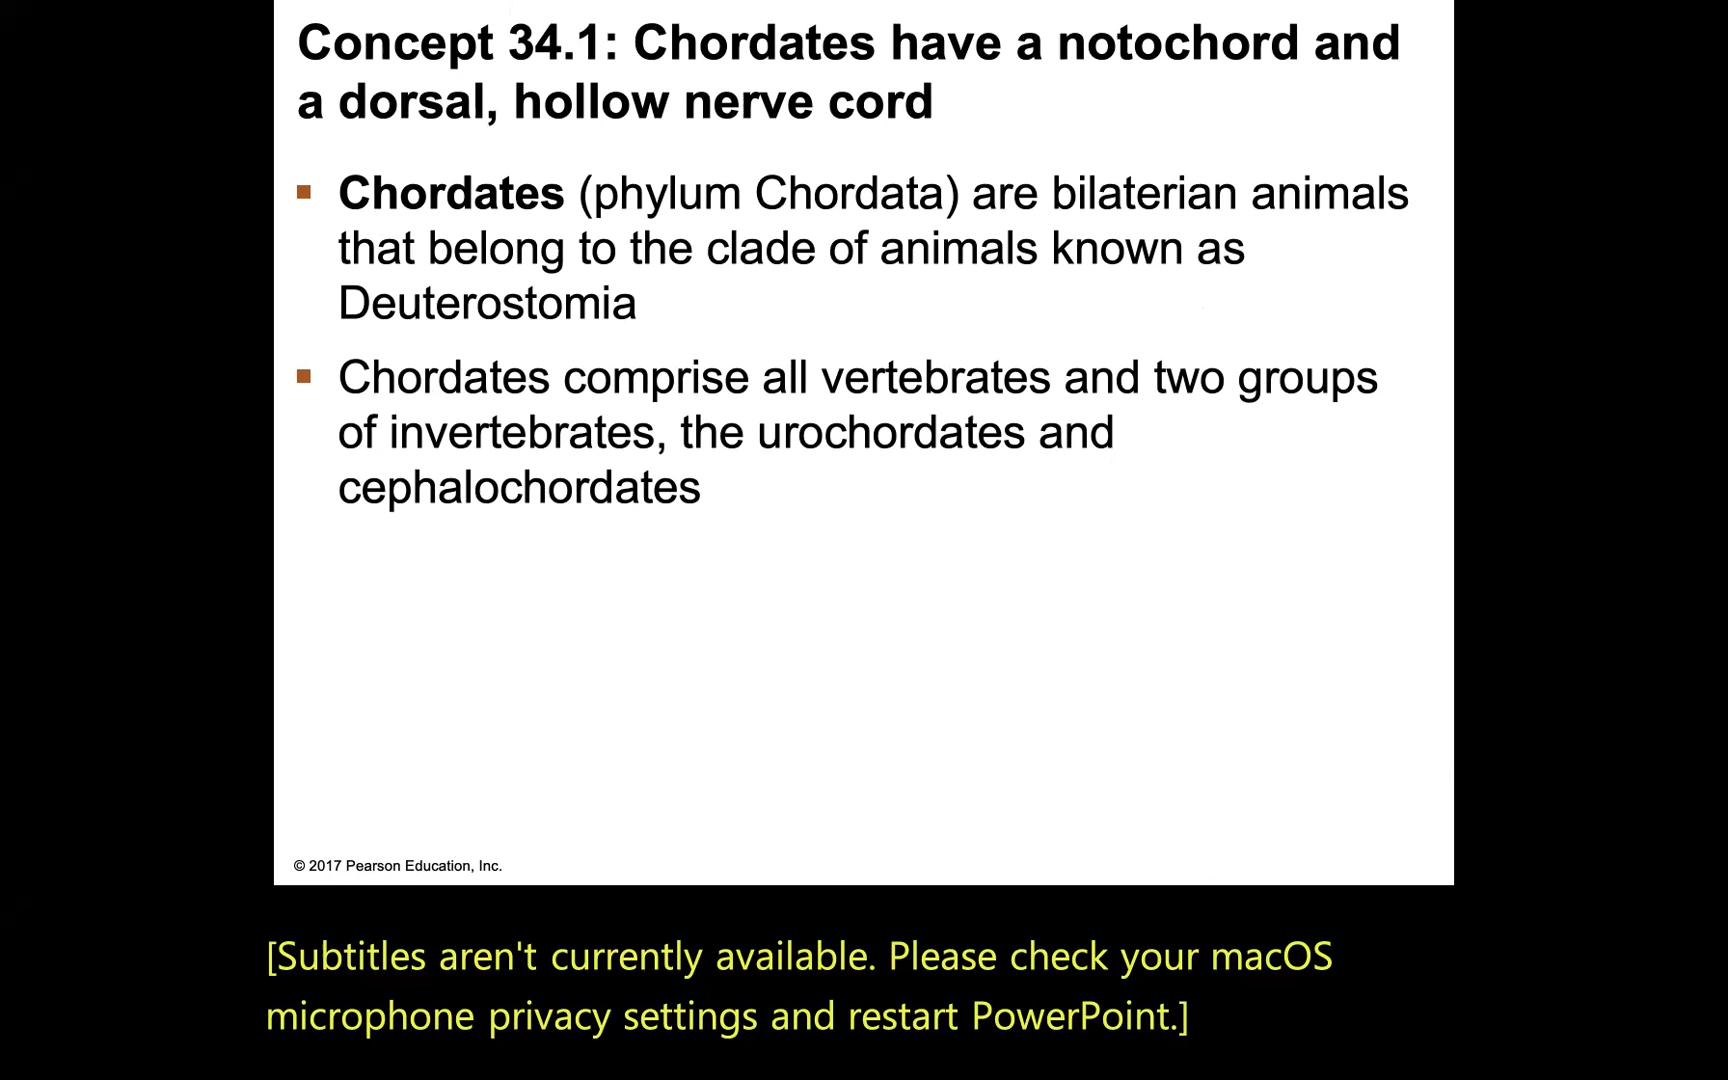 Concept 34.1: Chordates have a notochord and
a dorsal, hollow nerve cord
▪ Chordates (phylum Chordata) are bilaterian animals
that belong to the clade of animals known as
Deuterostomia
▪ Chordates comprise all vertebrates and two groups
of invertebrates, the urochordates and
cephalochordates
© 2017 Pearson Education, Inc.
[Subtitles aren't currently available. Please check your macOS
microphone privacy settings and restart PowerPoint.]